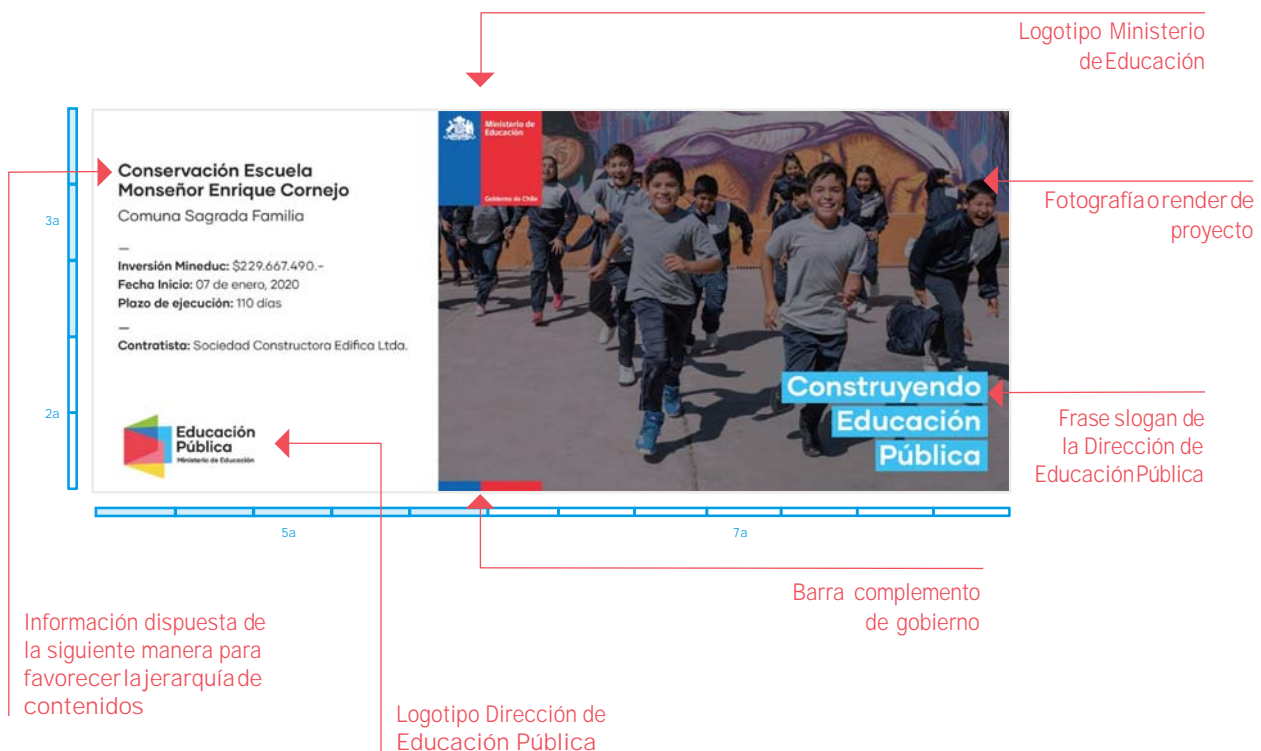 Logotipo Ministerio
de Educación
Ministerio de
Educación
Gobierno de Chile
Conservación Escuela
Monseñor Enrique Cornejo
Comuna Sagrada Familia
—
Inversión Mineduc: $229.667.490.-
Fecha Inicio: 07 de enero, 2020
Plazo de ejecución: 110 días
—
Contratista: Sociedad Constructora Edifica Ltda.
3a
2a
Fotografía o render de
proyecto
Construyendo
Educación
Pública
Frase slogan de
la Dirección de
Educación Pública
Educación
Pública
Ministerio de Educación
5a
7a
Barra complemento
de gobierno
Información dispuesta de
la siguiente manera para
favorecer la jerarquía de
contenidos
Logotipo Dirección de
Educación Pública